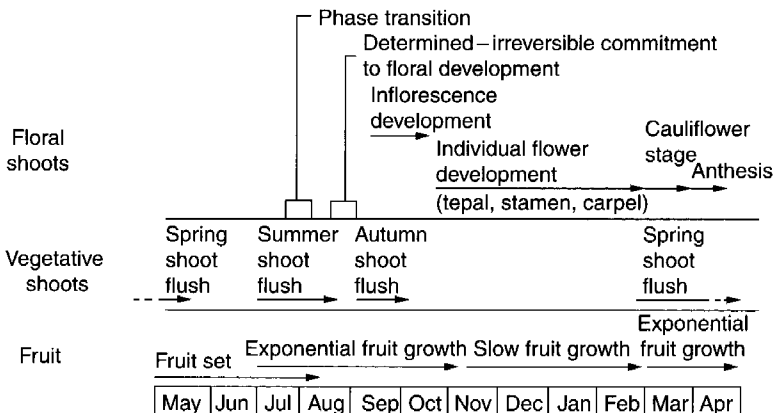 Phase transition
Determined–irreversible commitment
to floral development
Inflorescence
development
Floral
shoots
Individual flower
development
(tepal, stamen, carpel)
Cauliflower
stage
Anthesis
Vegetative
shoots
Spring
shoot
flush
Summer
shoot
flush
Autumn
shoot
flush
Spring
shoot
flush
Fruit
Fruit set
Exponential fruit growth
Slow fruit growth
Exponential
fruit growth
May Jun Jul Aug Sep Oct Nov Dec Jan Feb Mar Apr